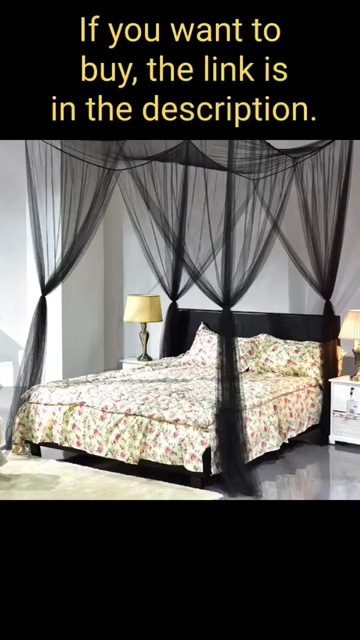 If you want to
buy, the link is
in the description.